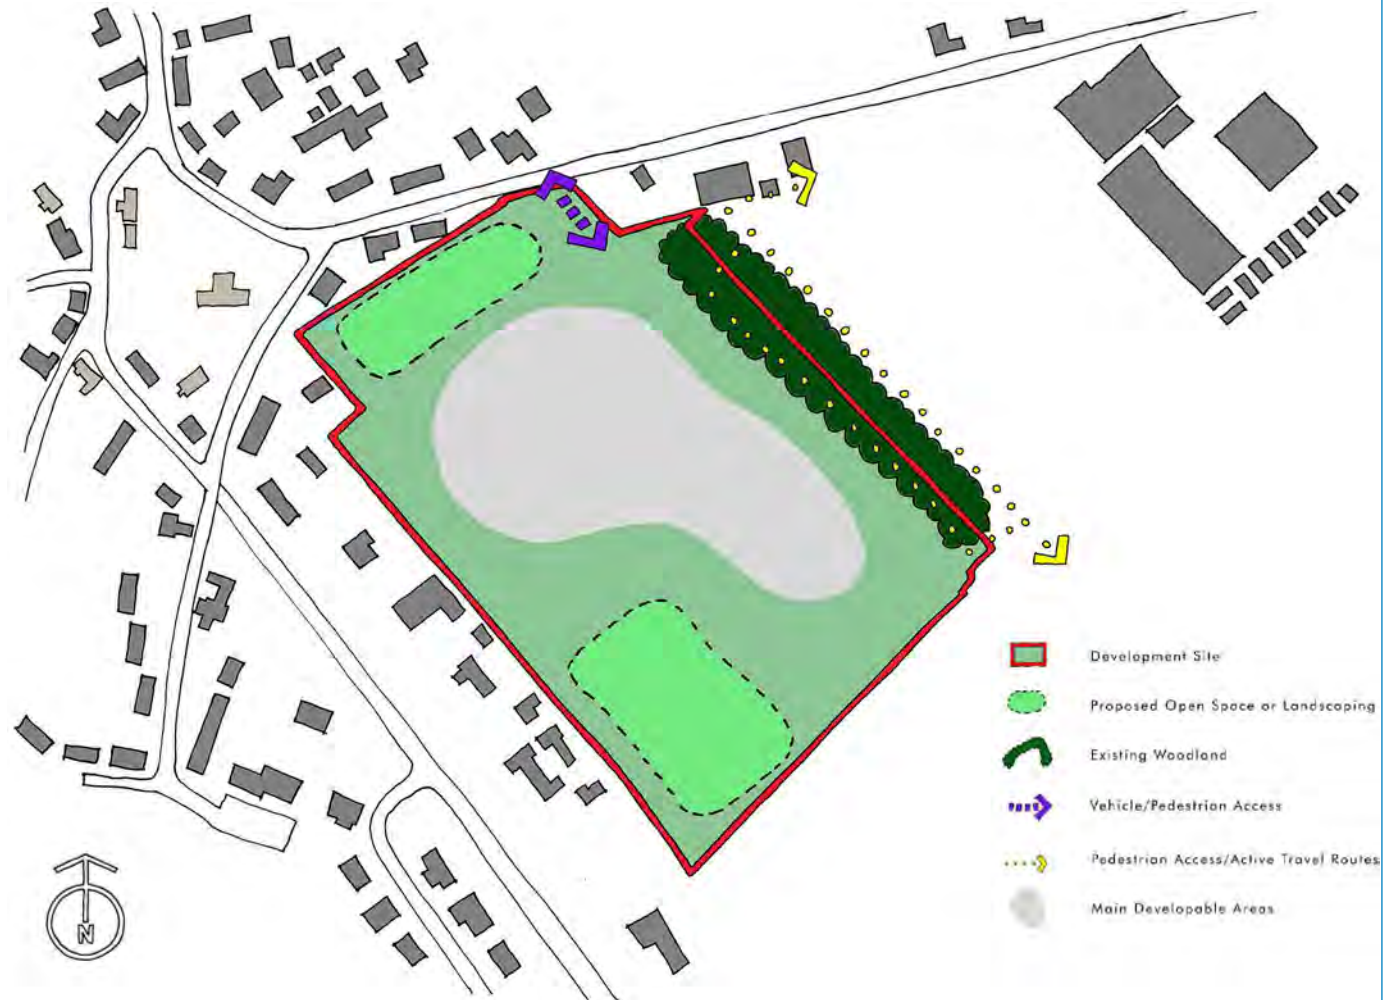 Development Site
Proposed Open Space or Landscaping
Existing Woodland
Vehicle/Pedestrian Access
Pedestrian Access/Active Travel Routes
Main Developable Areas
N